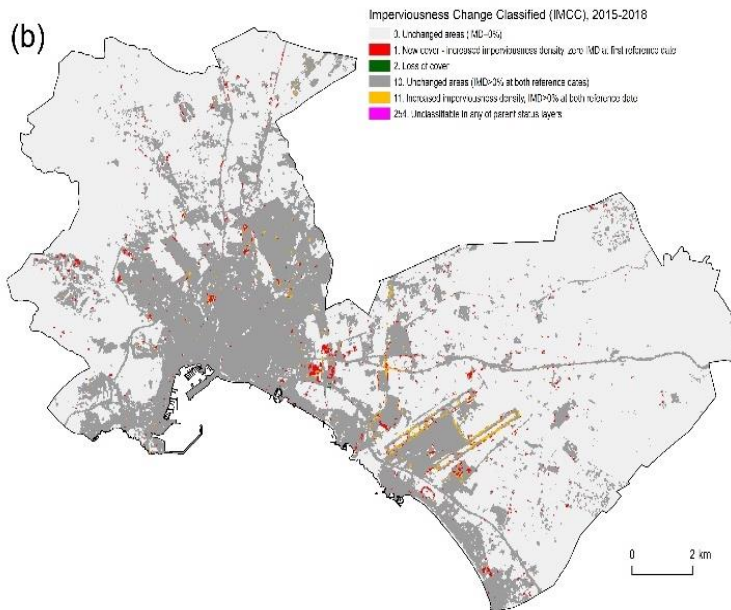 Imperviousness Change Classified (IMCC), 2015-2018
(b)
0. Unchanged areas (IMD=0%)
1. New cover - increased imperviousness density, zero IMD at first reference date
2. Loss of cover
10. Unchanged areas (IMD>0% at both reference dates)
11. Increased imperviousness density, IMD>0% at both reference date
254. Unclassifiable in any of parent status layers
0 2 km